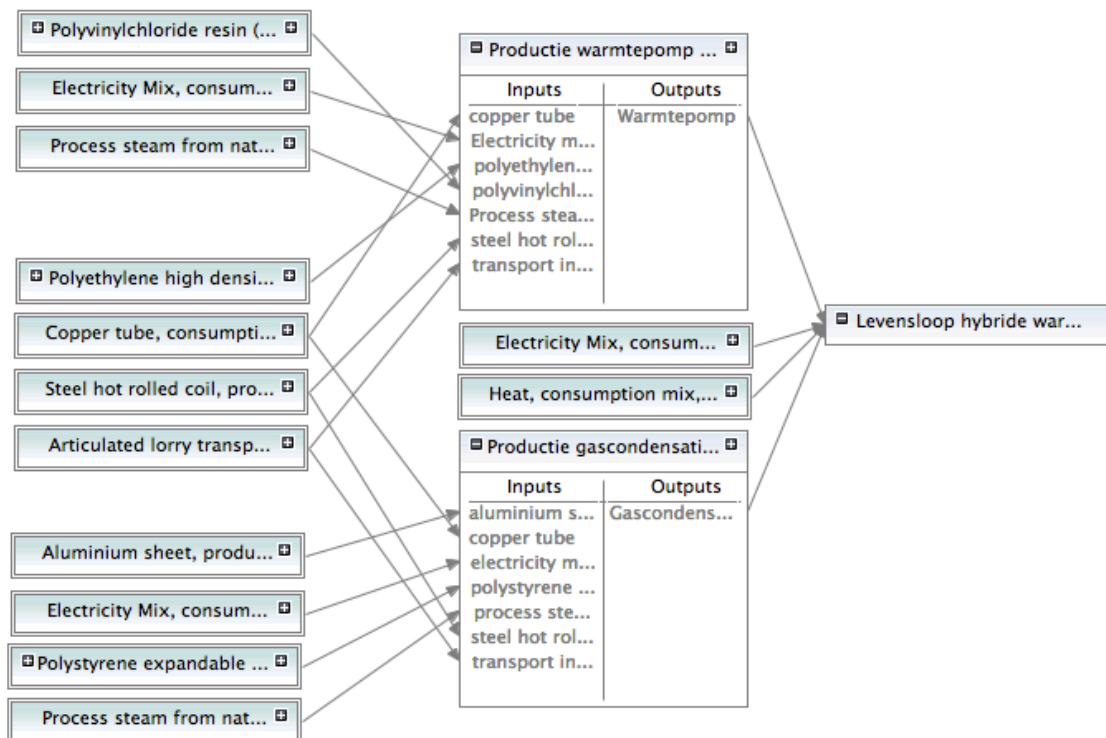 Polyvinylchloride resin (...
Electricity Mix, consum...
Process steam from nat...
Polyethylene high densi...
Copper tube, consumpti...
Steel hot rolled coil, pro...
Articulated lorry transp...
Aluminium sheet, produ...
Electricity Mix, consum...
Polystyrene expandable ...
Process steam from nat...
Productie warmtepomp ...
Inputs Outputs
copper tube Warmtepomp
Electricity m...
polyethylen...
polyvinylchl...
Process stea...
steel hot rol...
transport in...
Electricity Mix, consum...
Heat, consumption mix,...
Productie gascondensati...
Inputs Outputs
aluminium s... Gascondens...
copper tube
electricity m...
polystyrene ...
process ste...
steel hot rol...
transport in...
Levensloop hybride war...